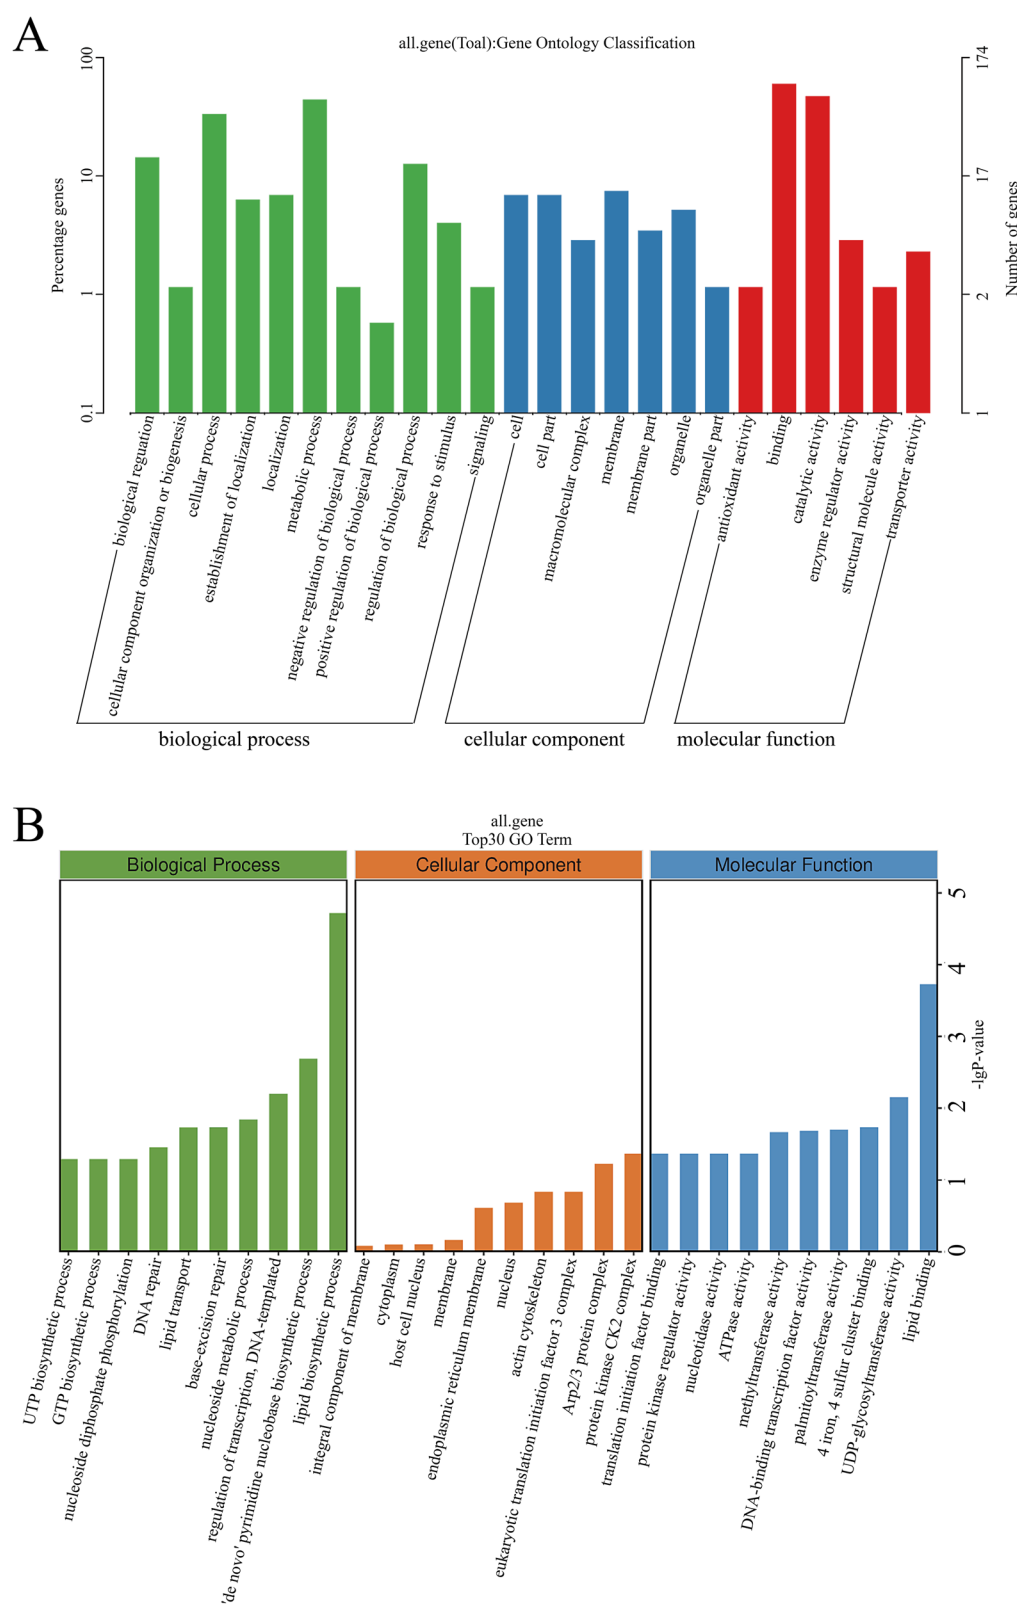 A
all.gene(Toal):Gene Ontology Classification
Percentage genes
100
10
1
0.1
174
17
2
1
Number of genes
biological reguation
cellular component organization or biogenesis
cellular process
establishment of localization
localization
metabolic process
negative regulation of biological process
positive regulation of biological process
regulation of biological process
response to stimulus
signaling
cell
cell part
macromolecular complex
membrane
membrane part
organelle
organelle part
antioxidant activity
binding
catalytic activity
enzyme regulator activity
structural molecule activity
transporter activity
biological process
cellular component
molecular function
B
all.gene
Top30 GO Term
Biological Process
Cellular Component
Molecular Function
5
4
3
2
1
0
-lgP-value
UTP biosynthetic process
GTP biosynthetic process
nucleoside diphosphate phosphorylation
DNA repair
lipid transport
base-excision repair
nucleoside metabolic process
regulation of transcription, DNA-templated
'de novo' pyrimidine nucleobase biosynthetic process
lipid biosynthetic process
integral component of membrane
cytoplasm
host cell nucleus
membrane
endoplasmic reticulum membrane
nucleus
actin cytoskeleton
eukaryotic translation initiation factor 3 complex
Arp2/3 protein complex
protein kinase CK2 complex
translation initiation factor binding
protein kinase regulator activity
nucleotidase activity
ATPase activity
methyltransferase activity
DNA-binding transcription factor activity
palmitoyltransferase activity
4 iron, 4 sulfur cluster binding
UDP-glycosyltransferase activity
lipid binding